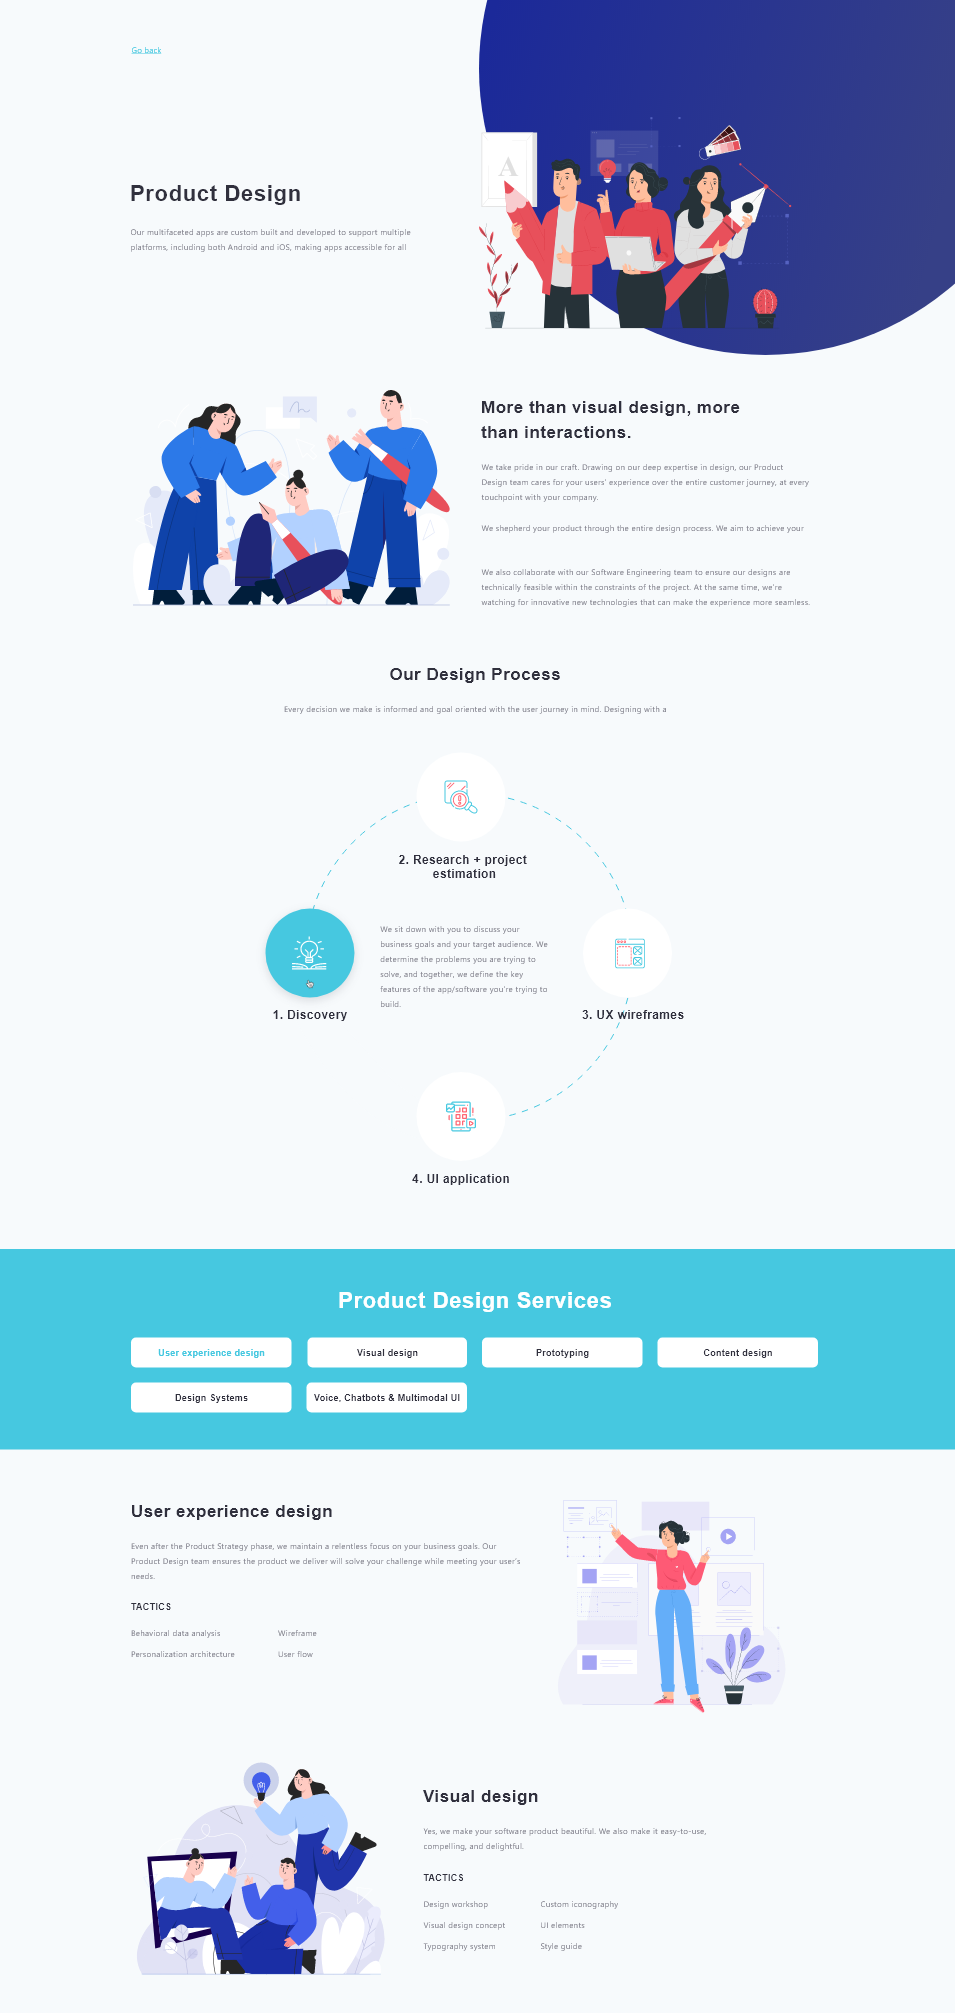 Go back
A
Product Design
Our multifaceted apps are custom built and developed to support multiple
platforms, including both Android and iOS, making apps accessible for all
More than visual design, more
than interactions.
We take pride in our craft. Drawing on our deep expertise in design, our Product
Design team cares for your users' experience over the entire customer journey, at every
touchpoint with your company.
We shepherd your product through the entire design process. We aim to achieve your
We also collaborate with our Software Engineering team to ensure our designs are
technically feasible within the constraints of the project. At the same time, we're
watching for innovative new technologies that can make the experience more seamless.
Our Design Process
Every decision we make is informed and goal oriented with the user journey in mind. Designing with a
2. Research + project
estimation
We sit down with you to discuss your
business goals and your target audience. We
determine the problems you are trying to
solve, and together, we define the key
features of the app/software you're trying to
build.
1. Discovery
3. UX wireframes
4. UI application
Product Design Services
User experience design
Visual design
Prototyping
Content design
Design Systems
Voice, Chatbots & Multimodal UI
User experience design
Even after the Product Strategy phase, we maintain a relentless focus on your business goals. Our
Product Design team ensures the product we deliver will solve your challenge while meeting your user's
needs.
TACTICS
Behavioral data analysis
Wireframe
Personalization architecture
User flow
Visual design
Yes, we make your software product beautiful. We also make it easy-to-use,
compelling, and delightful.
TACTICS
Design workshop
Custom iconography
Visual design concept
UI elements
Typography system
Style guide